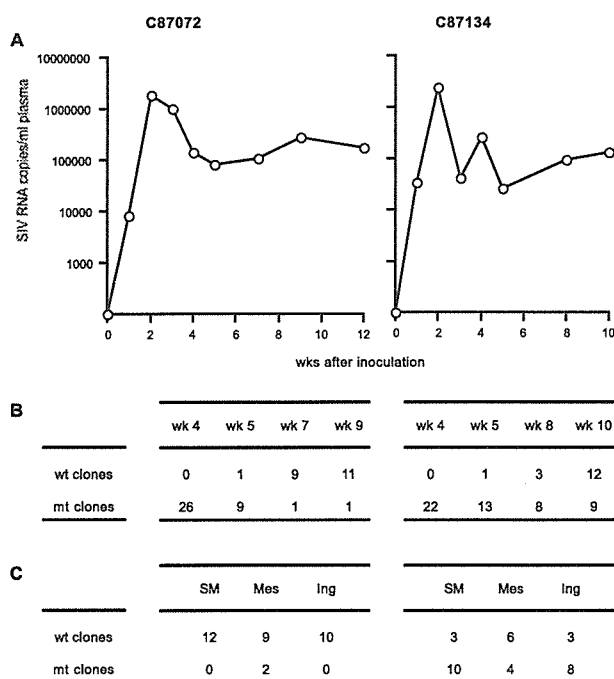 C87072 C87134
A
10000000
1000000
100000
10000
1000
SIV RNA copies/ml plasma
0 2 4 6 8 10 12 0 2 4 6 8 10
wks after inoculation
B
wk 4 wk 5 wk 7 wk 9 wk 4 wk 5 wk 8 wk 10
wt clones 0 1 9 11 0 1 3 12
mt clones 26 9 1 1 22 13 8 9
C
SM Mes Ing SM Mes Ing
wt clones 12 9 10 3 6 3
mt clones 0 2 0 10 4 8